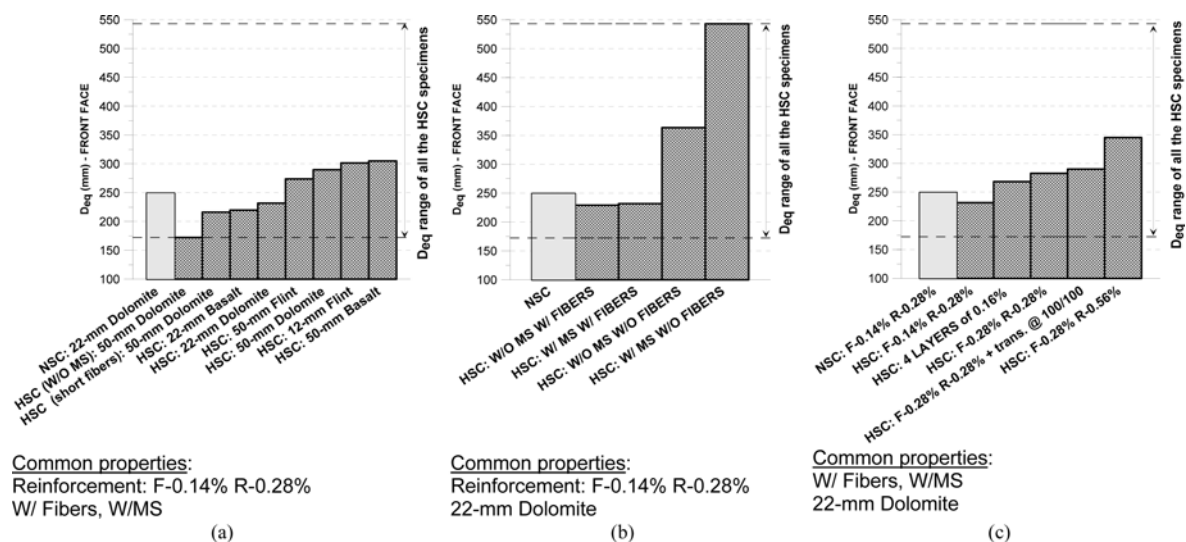 550
500
450
400
350
300
250
200
150
100
Deq (mm) - FRONT FACE
Deq range of all the HSC specimens
NSC: 22-mm Dolomite
HSC (W/O MS): 50-mm Dolomite
HSC (short fibers): 50-mm Dolomite
HSC: 22-mm Basalt
HSC: 22-mm Dolomite
HSC: 50-mm Flint
HSC: 50-mm Dolomite
HSC: 12-mm Flint
HSC: 50-mm Basalt
Common properties:
Reinforcement: F-0.14% R-0.28%
W/ Fibers, W/MS
(a)
550
500
450
400
350
300
250
200
150
100
Deq (mm) - FRONT FACE
Deq range of all the HSC specimens
NSC
HSC: W/O MS W/ FIBERS
HSC: W/ MS W/ FIBERS
HSC: W/O MS W/O FIBERS
HSC: W/ MS W/O FIBERS
Common properties:
Reinforcement: F-0.14% R-0.28%
22-mm Dolomite
(b)
550
500
450
400
350
300
250
200
150
100
Deq (mm) - FRONT FACE
Deq range of all the HSC specimens
NSC: F-0.14% R-0.28%
HSC: F-0.14% R-0.28%
HSC: 4 LAYERS OF 0.16%
HSC: F-0.28% R-0.28%
HSC: F-0.28% R-0.28% + trans. @ 100/100
HSC: F-0.28% R-0.56%
Common properties:
W/ Fibers, W/MS
22-mm Dolomite
(c)